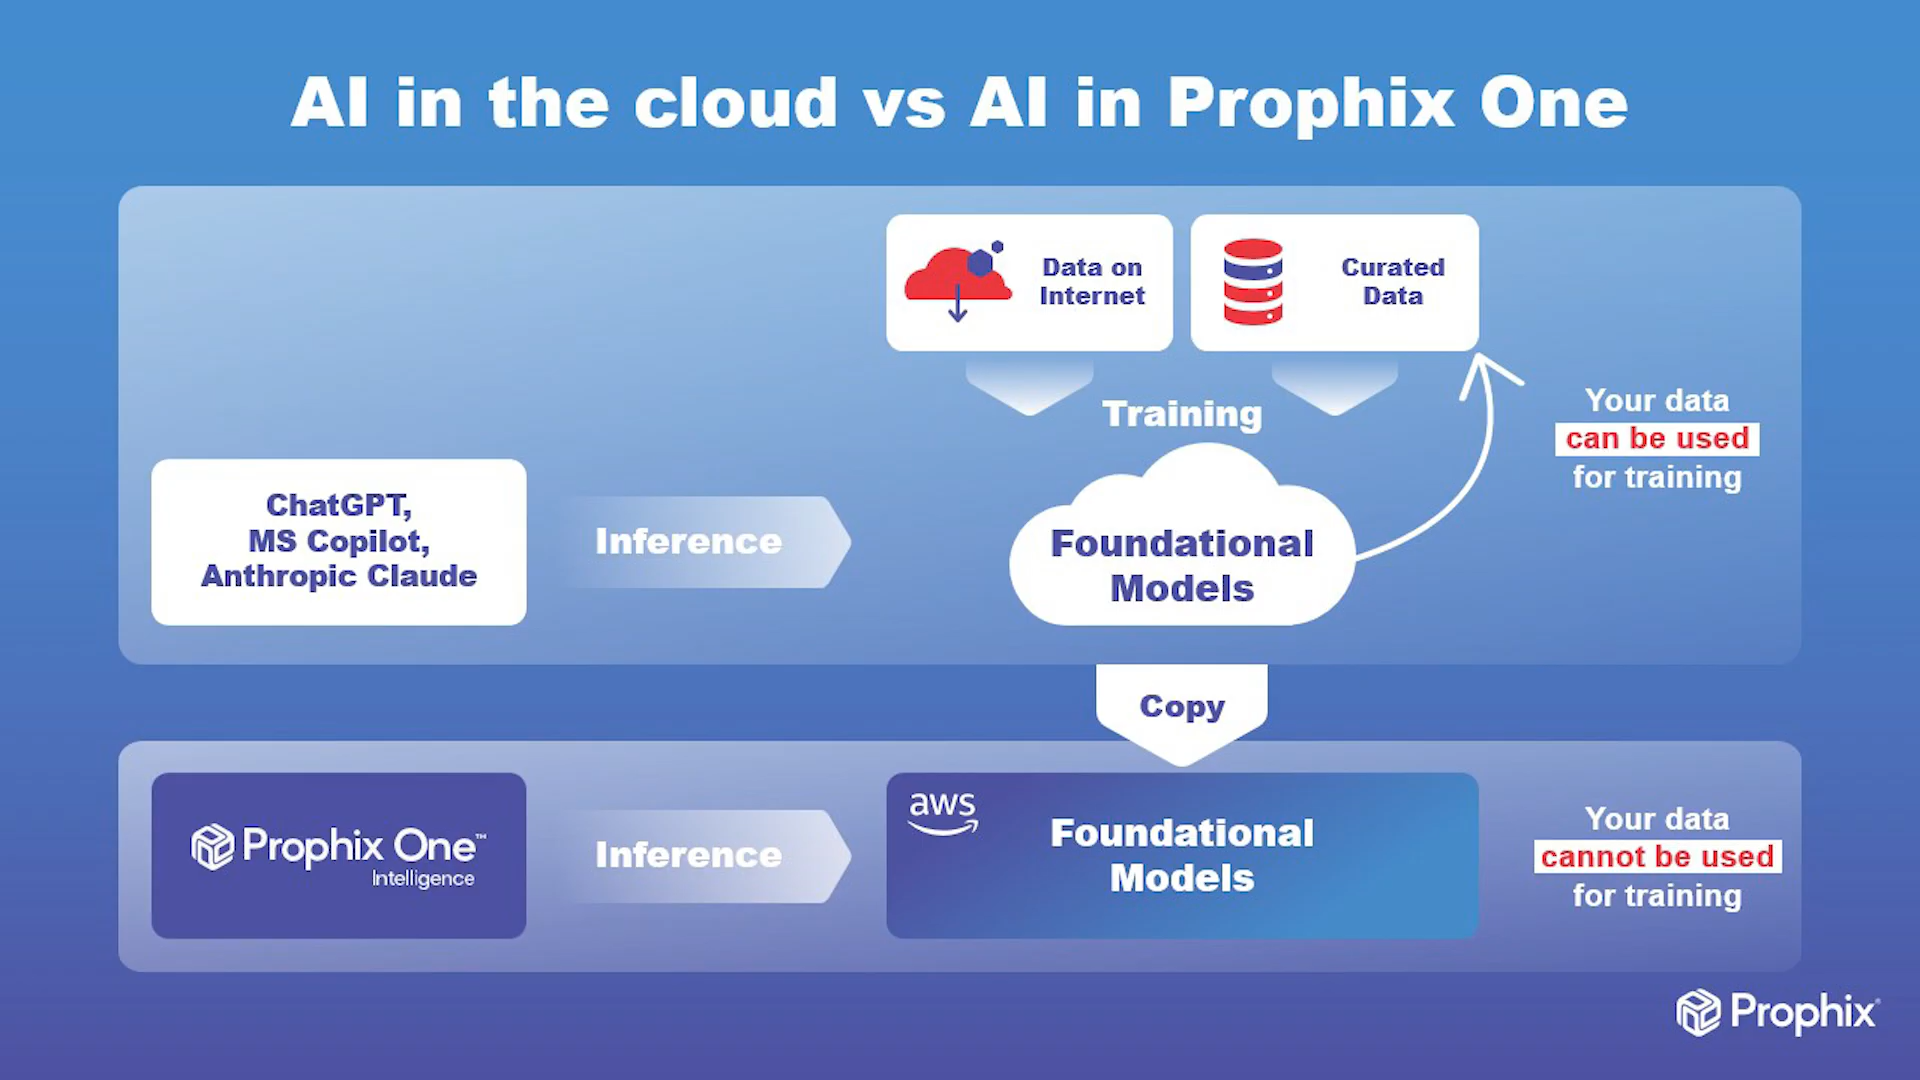 AI in the cloud vs AI in Prophix One
Data on
Internet
Curated
Data
Training
Your data
can be used
for training
ChatGPT,
MS Copilot,
Anthropic Claude
Inference
Foundational
Models
Copy
Prophix One™
Intelligence
Inference
aws
Foundational
Models
Your data
cannot be used
for training
Prophix®